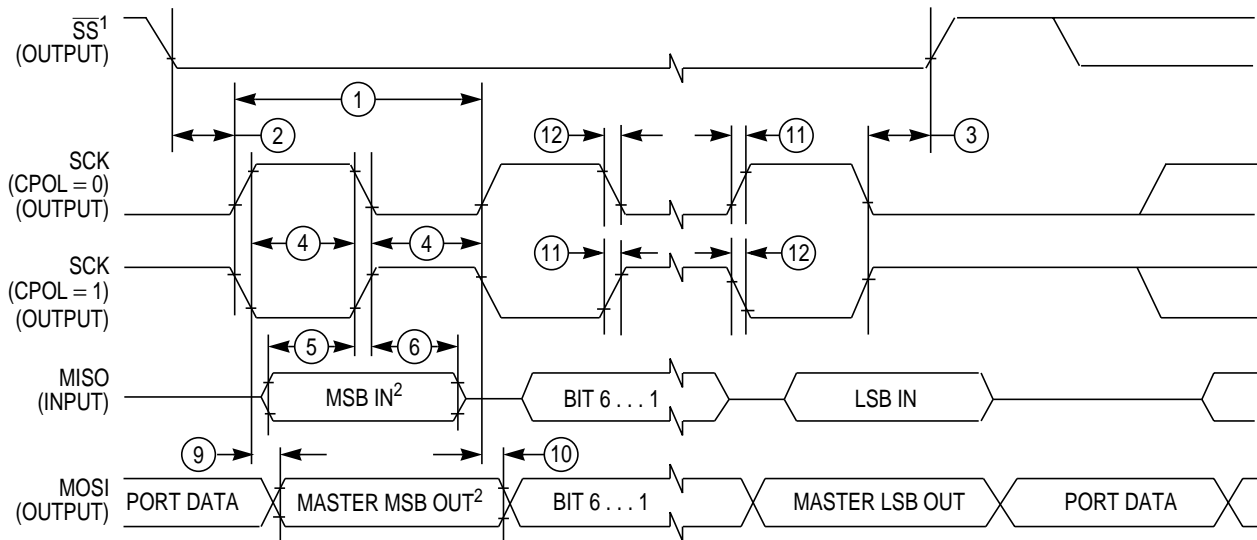 SS¹
(OUTPUT)
1
2
12
11
3
SCK
(CPOL = 0)
(OUTPUT)
4
4
11
12
SCK
(CPOL = 1)
(OUTPUT)
5
6
MISO
(INPUT)
MSB IN²
BIT 6 . . . 1
LSB IN
9
10
MOSI
(OUTPUT)
PORT DATA
MASTER MSB OUT²
BIT 6 . . . 1
MASTER LSB OUT
PORT DATA